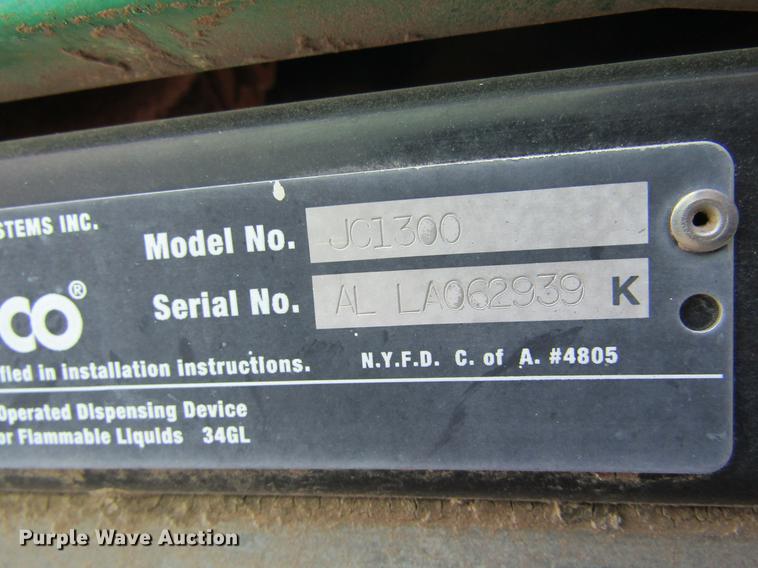 STEMS INC.
Model No. JC1300
CO®
Serial No. AL LA062939 K
fied in installation instructions.
N.Y.F.D. C. of A. #4805
Operated Dispensing Device
or Flammable Liquids 34GL
Purple Wave Auction